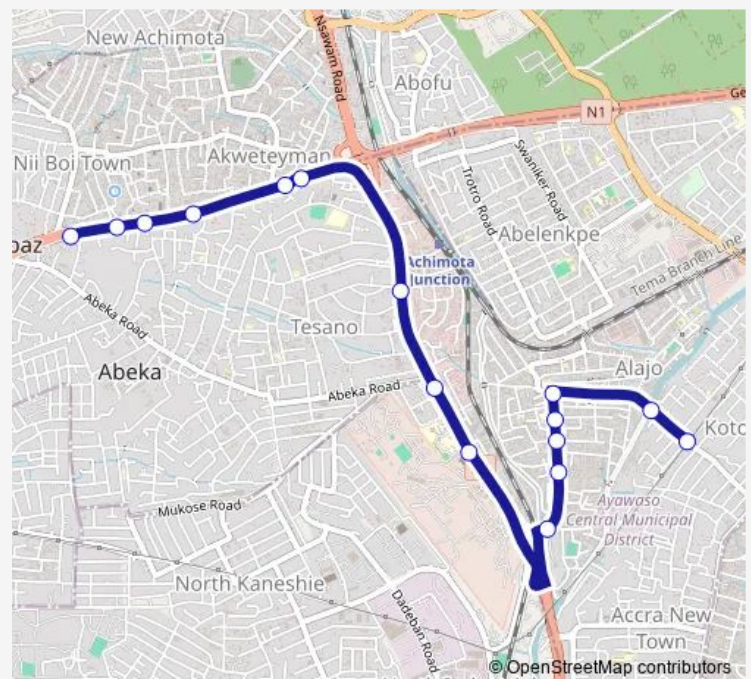 New Achimota
Nsawam Road
Abofu
N1
Nii Boi Town
Akweteyman
Trotro Road
Swaniker Road
Abelenkpe
Achimota
Junction
Tema Branch Line
Abeka Road
Tesano
Abeka
Abeka Road
Alajo
Mukose Road
Ayawaso
Central Municipal
District
North Kaneshie
Dadeban Road
Accra New
Town
© OpenStreetMap contributors